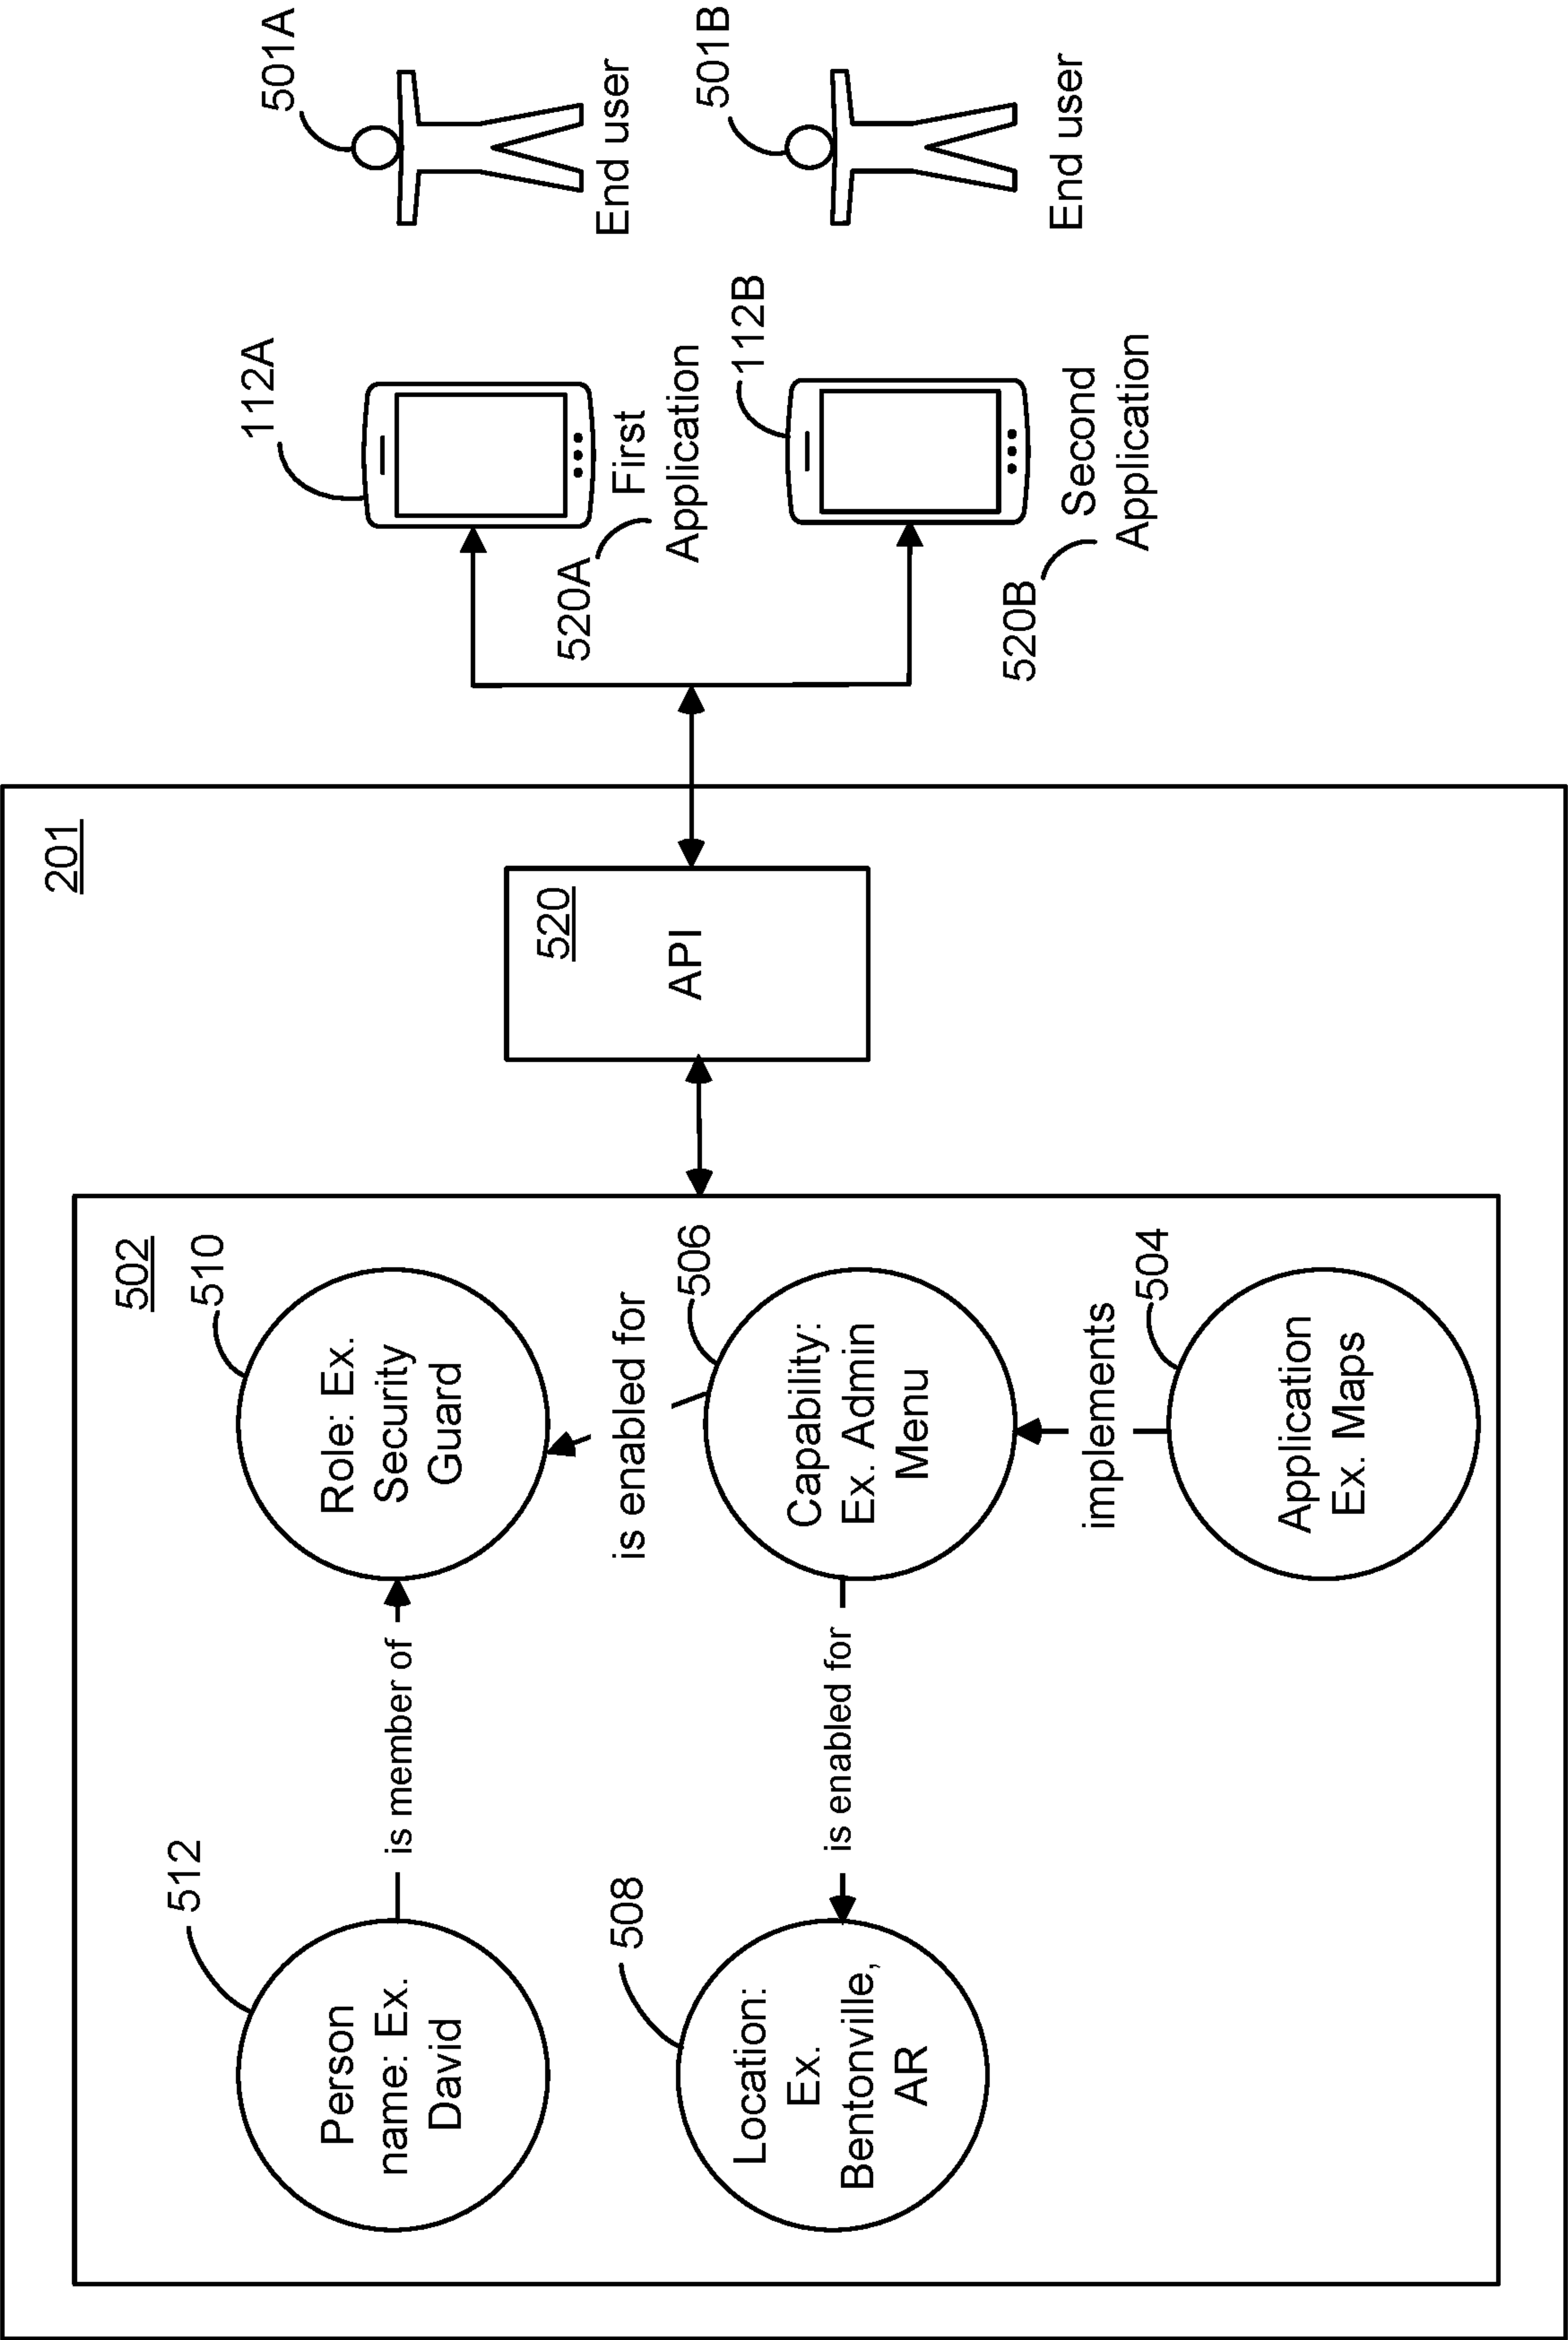 201
502
512
Person
name: Ex.
David
is member of
510
Role: Ex.
Security
Guard
is enabled for
508
Location:
Ex.
Bentonville,
AR
is enabled for
506
Capability:
Ex. Admin
Menu
implements
504
Application
Ex. Maps
520
API
112A
520A
First
Application
112B
520B
Second
Application
501A
End user
501B
End user